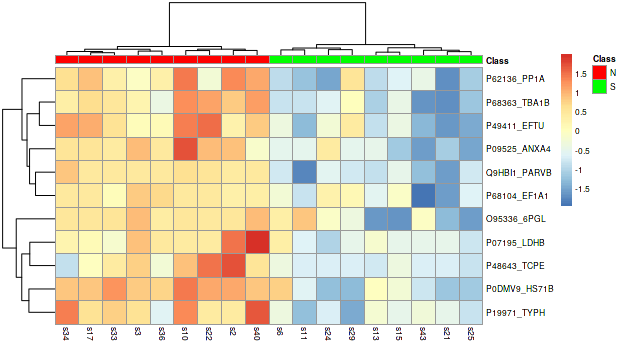 Class
P62136_PP1A
P68363_TBA1B
P49411_EFTU
P09525_ANXA4
Q9HBI1_PARVB
P68104_EF1A1
O95336_6PGL
P07195_LDHB
P48643_TCPE
P0DMV9_HS71B
P19971_TYPH
s34 s17 s33 s3 s36 s10 s22 s2 s40 s6 s11 s24 s29 s13 s15 s43 s21 s25
1.5
1
0.5
0
-0.5
-1
-1.5
Class
N
S